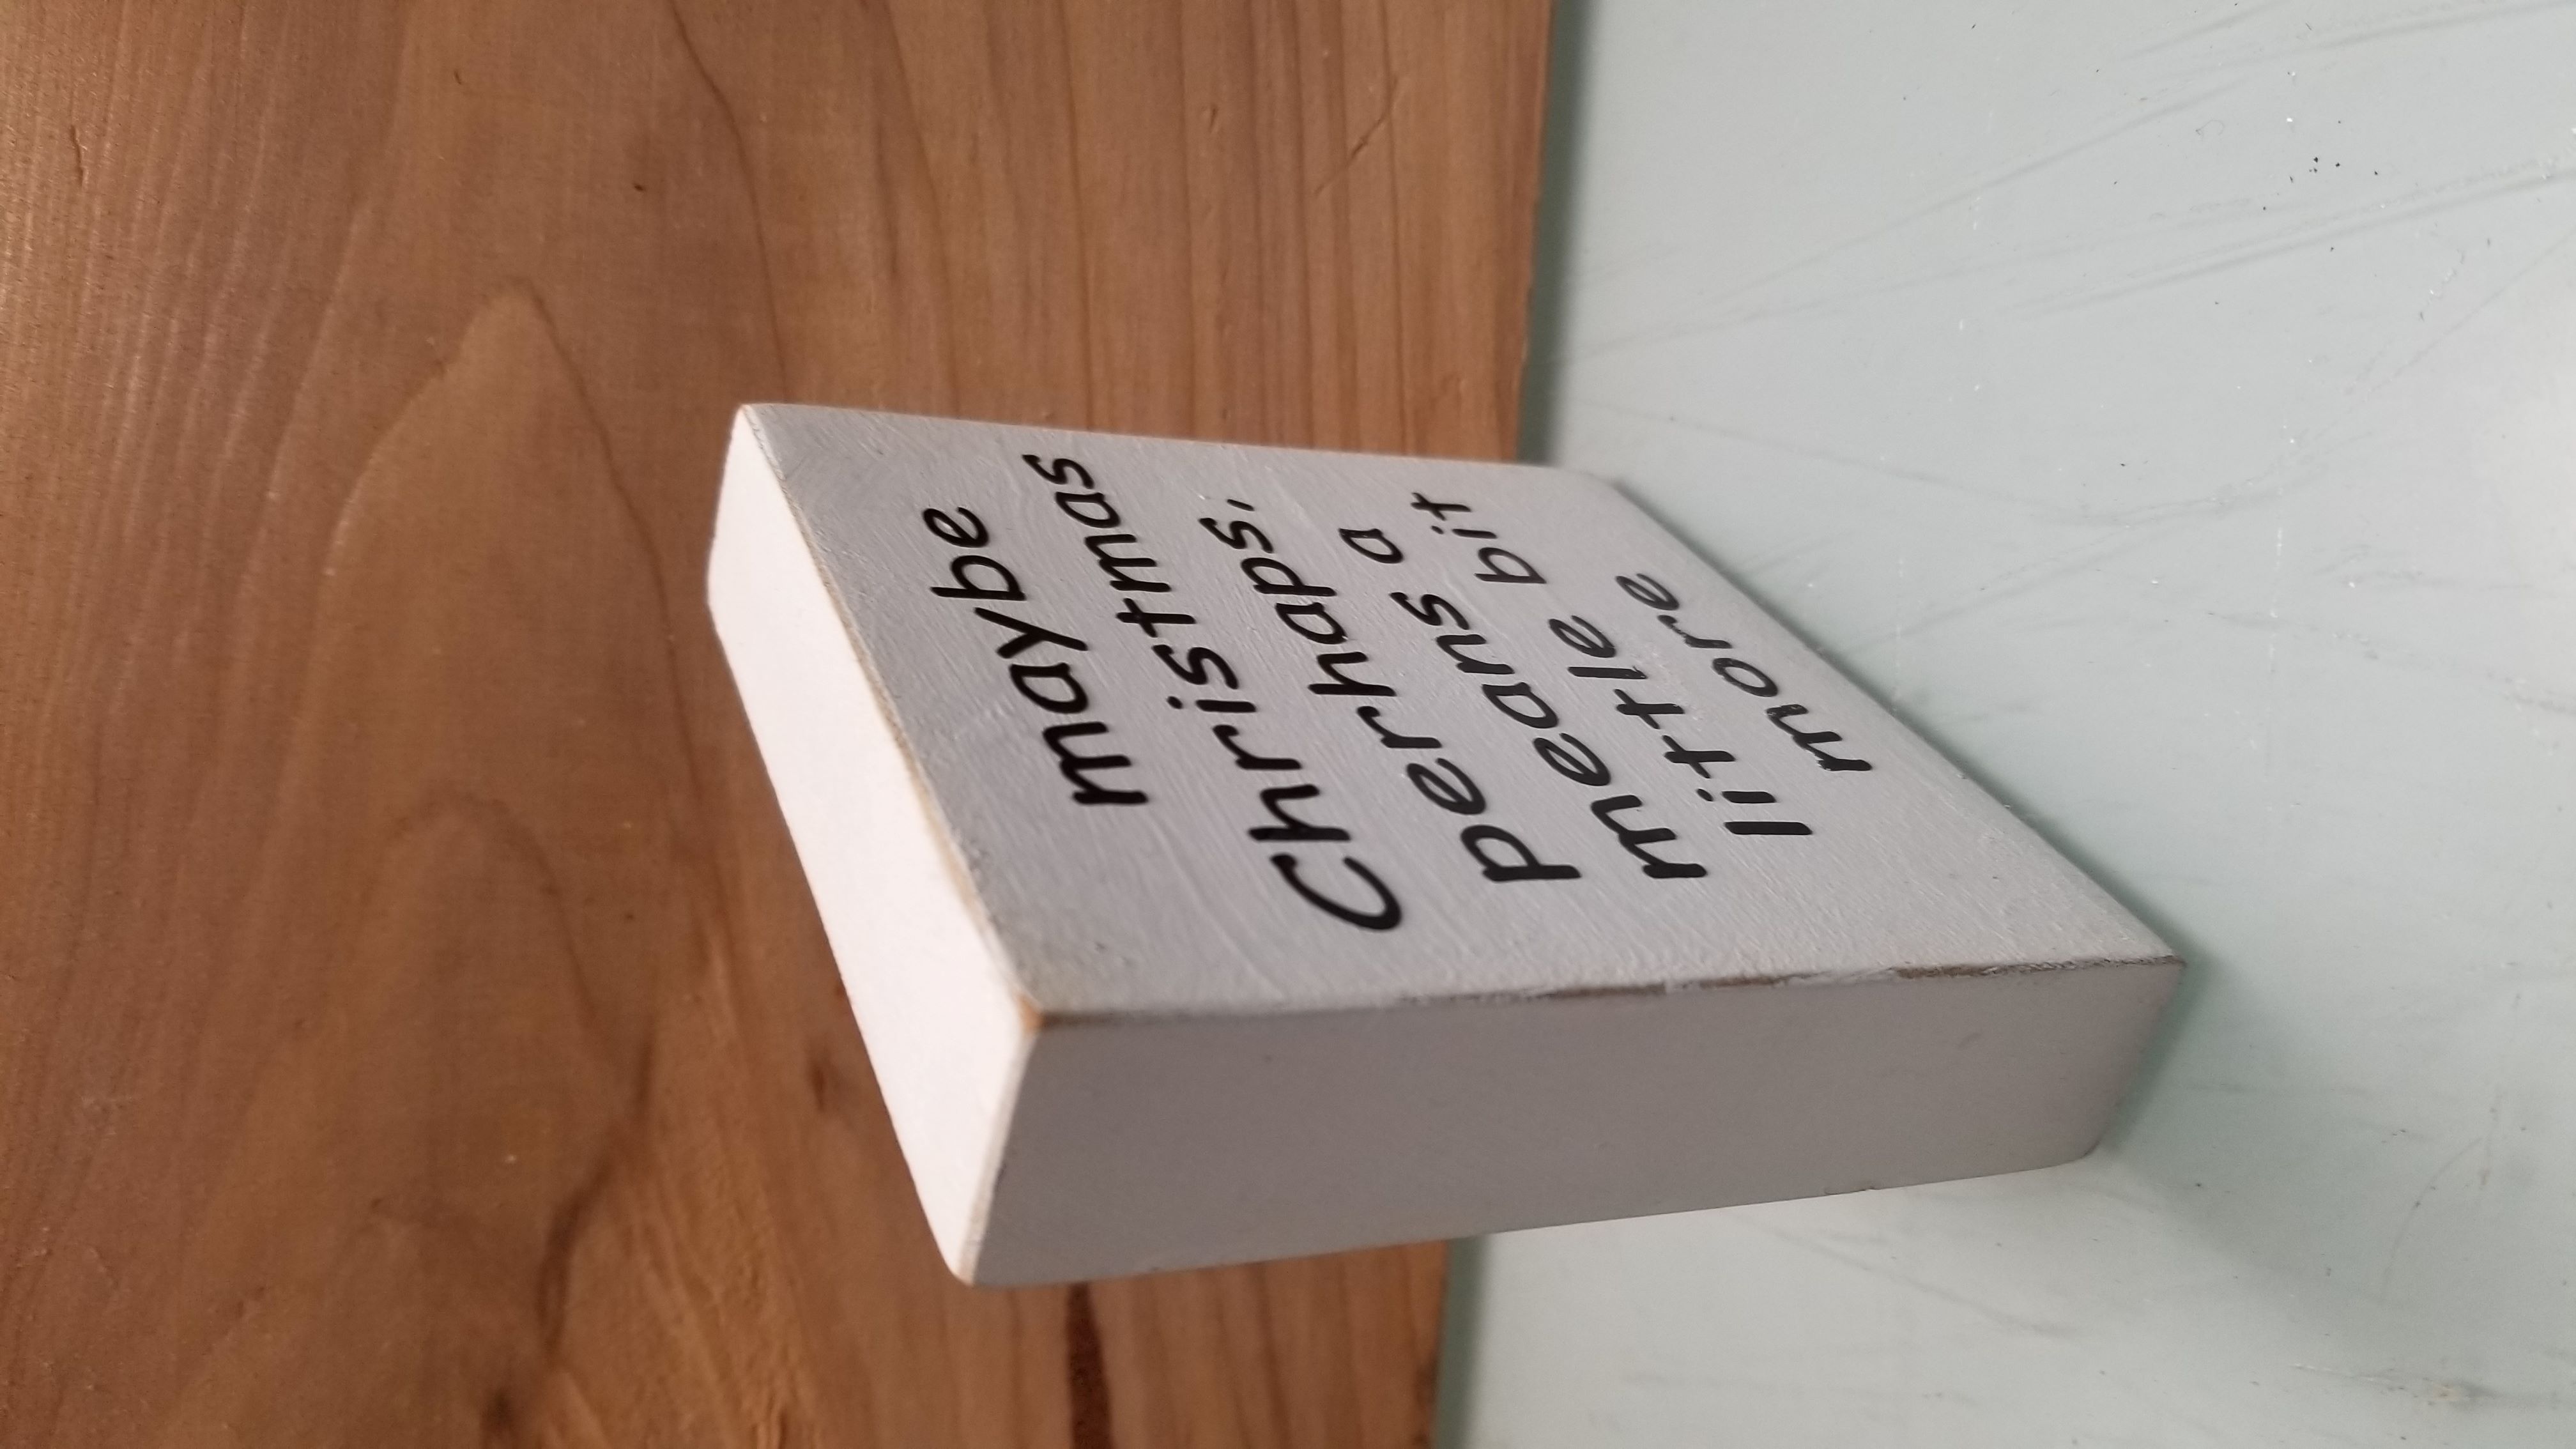 maybe
Christmas
perhaps,
means a
little bit
more